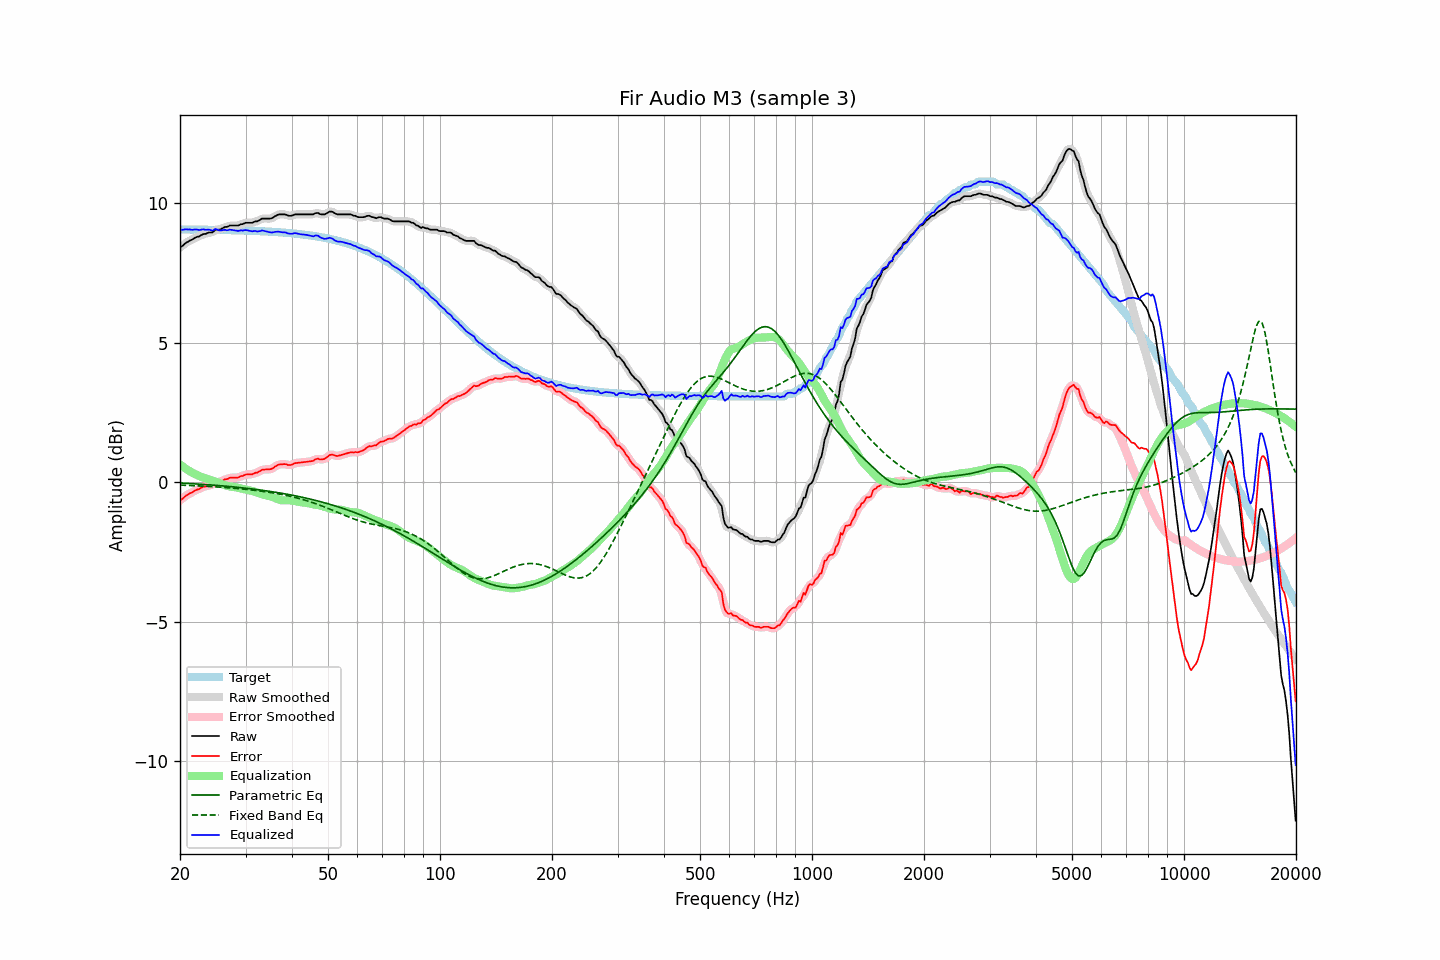 Fir Audio M3 (sample 3)
Amplitude (dBr)
10
5
0
−5
−10
Target
Raw Smoothed
Error Smoothed
Raw
Error
Equalization
Parametric Eq
Fixed Band Eq
Equalized
20 50 100 200 500 1000 2000 5000 10000 20000
Frequency (Hz)